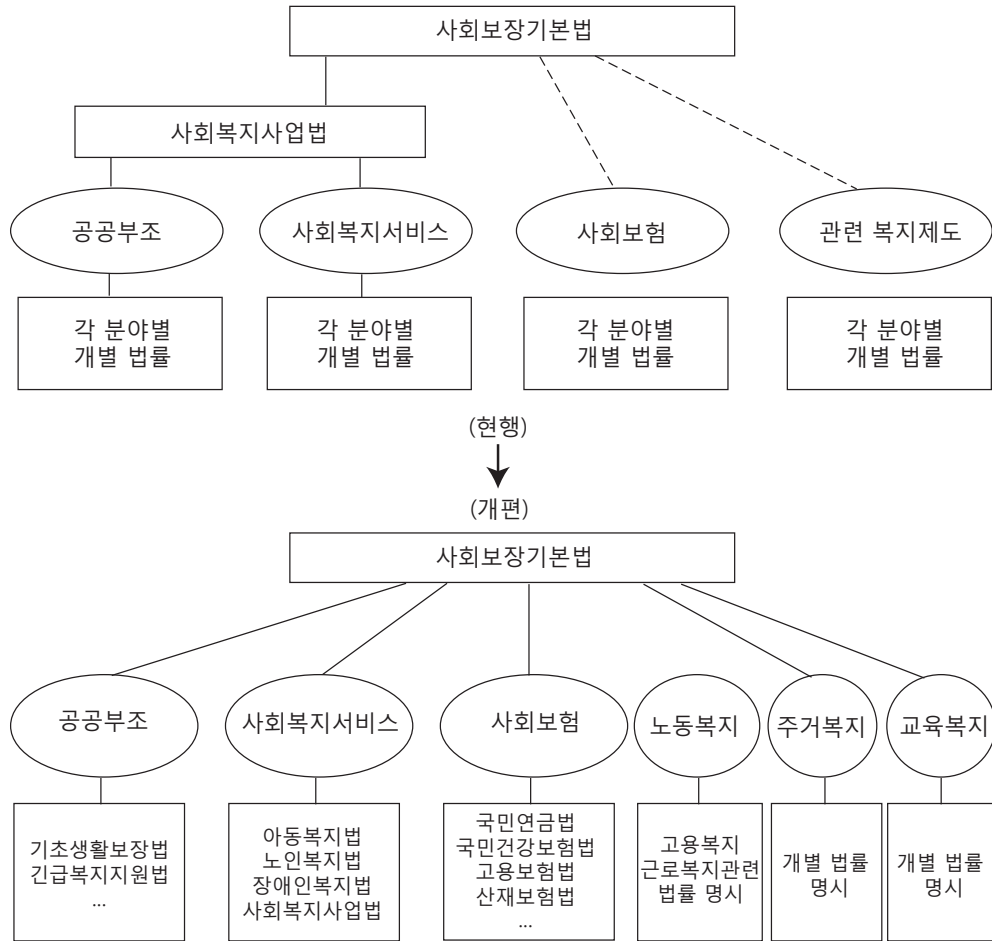 사회보장기본법
사회복지사업법
공공부조
사회복지서비스
사회보험
관련 복지제도
각 분야별
개별 법률
각 분야별
개별 법률
각 분야별
개별 법률
각 분야별
개별 법률
(현행)
(개편)
사회보장기본법
공공부조
사회복지서비스
사회보험
노동복지
주거복지
교육복지
기초생활보장법
긴급복지지원법
...
아동복지법
노인복지법
장애인복지법
사회복지사업법
국민연금법
국민건강보험법
고용보험법
산재보험법
...
고용복지
근로복지관련
법률 명시
개별 법률
명시
개별 법률
명시